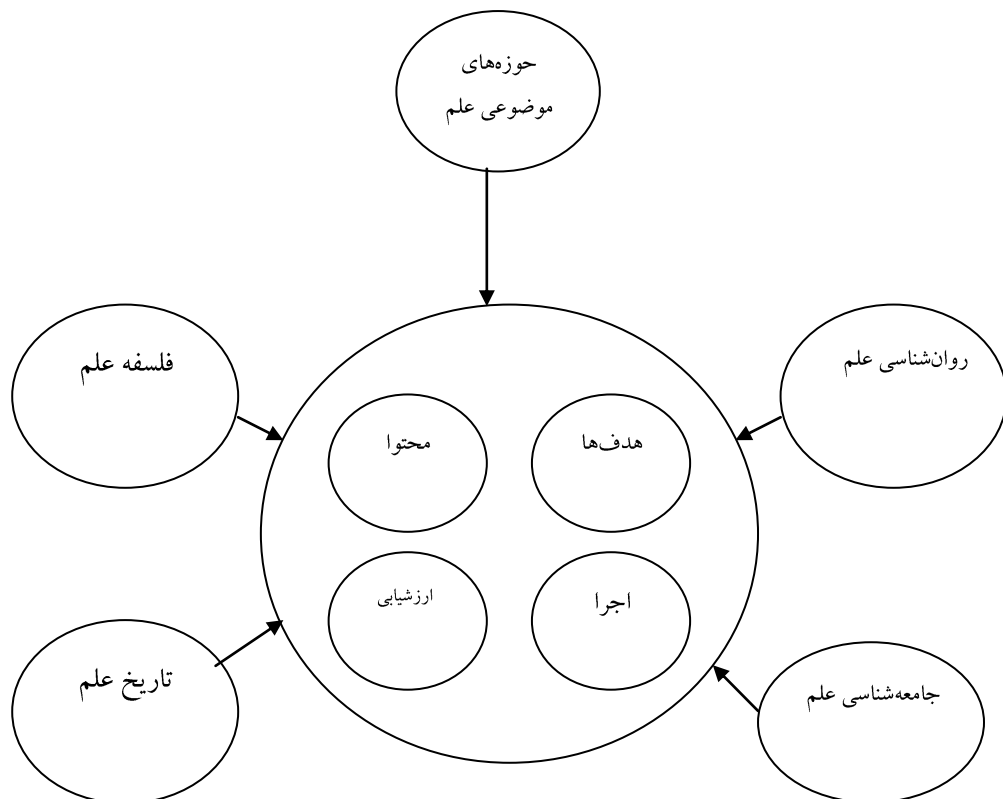 حوزه‌های
موضوعی علم
روان‌شناسی علم
فلسفه علم
هدف‌ها
محتوا
اجرا
ارزشیابی
جامعه‌شناسی علم
تاریخ علم